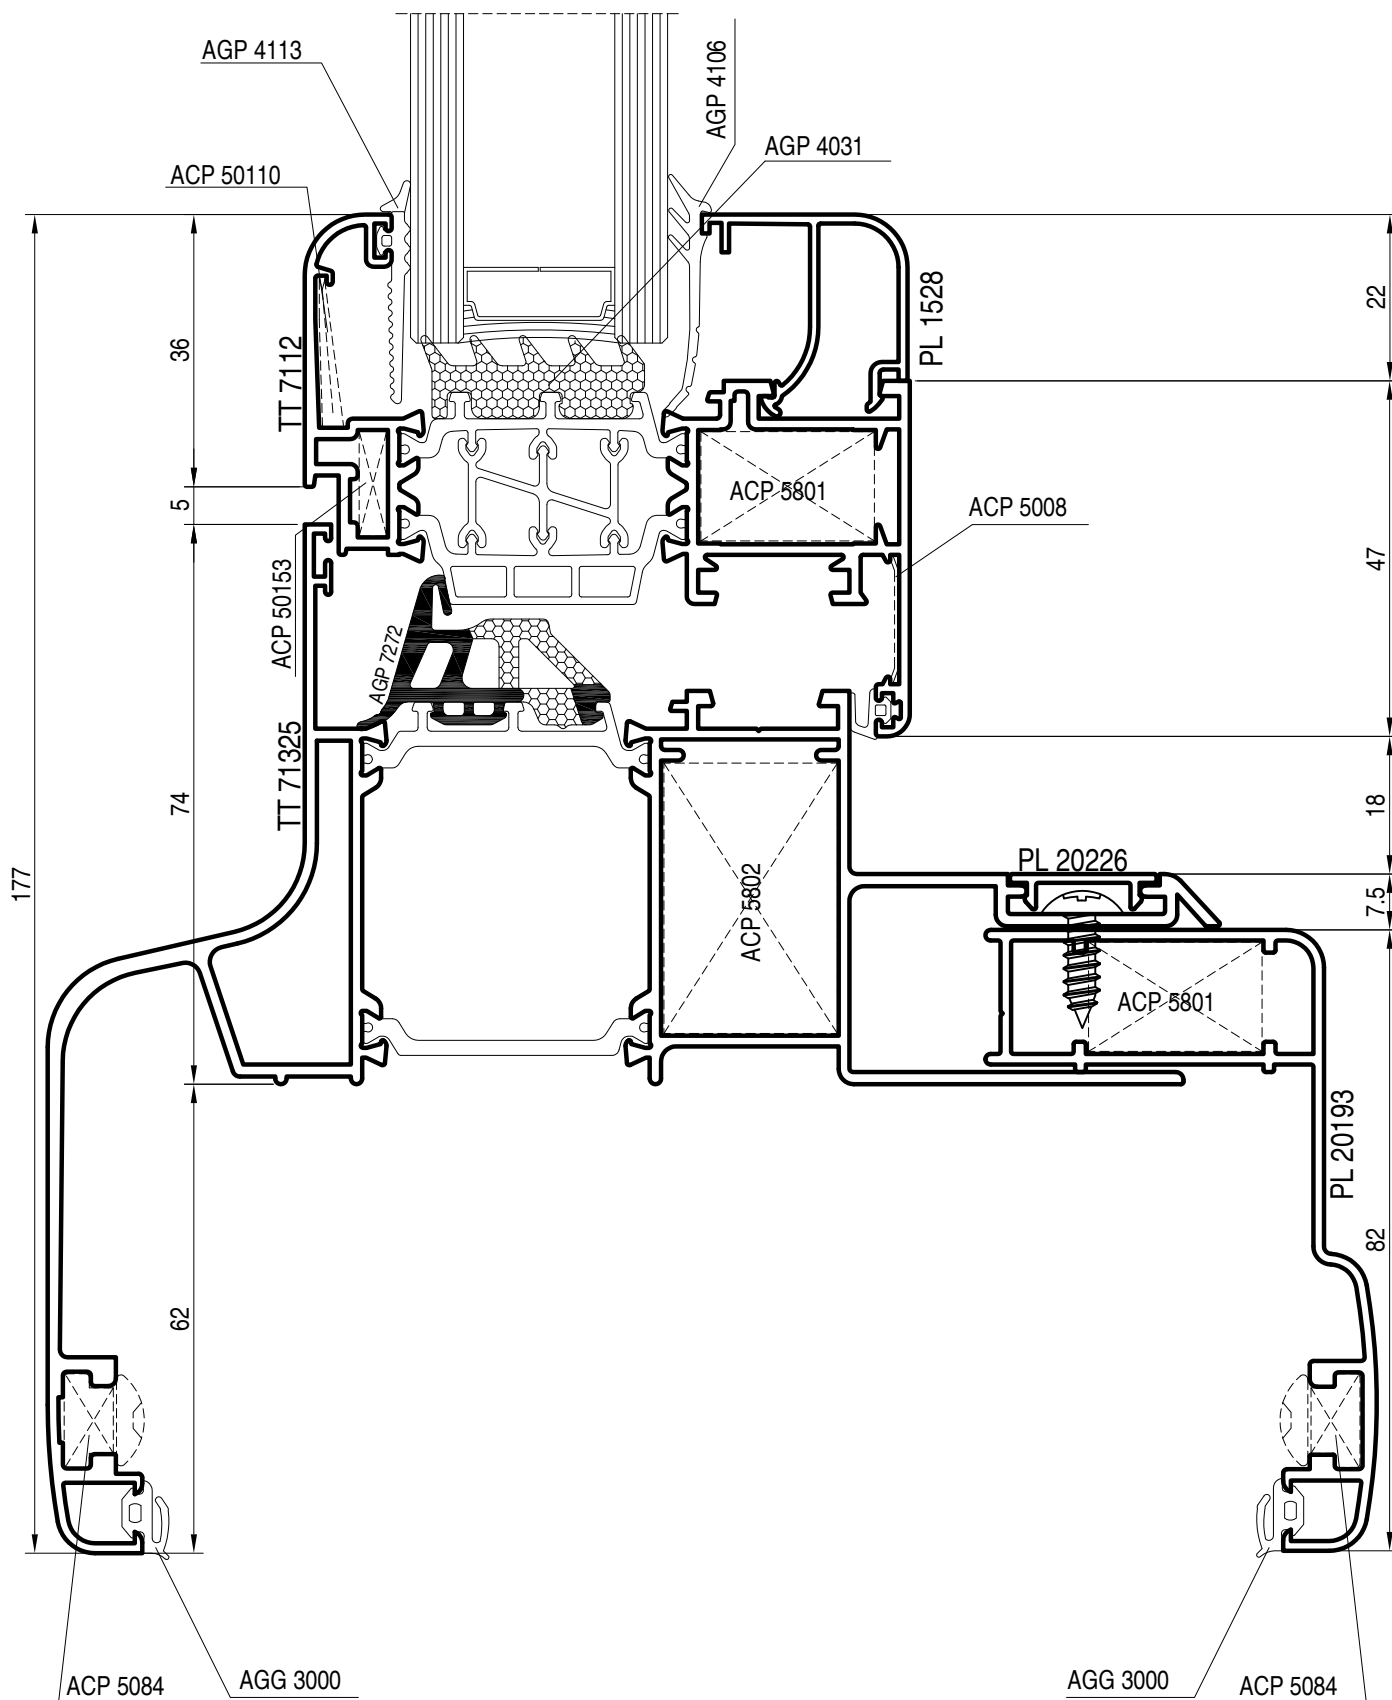 AGP 4113
AGP 4106
AGP 4031
ACP 50110
36
TT 7112
PL 1528
22
5
ACP 5801
ACP 5008
47
ACP 50153
AGP 7272
TT 71325
74
177
18
PL 20226
7.5
ACP 5802
ACP 5801
PL 20193
82
62
ACP 5084
AGG 3000
AGG 3000
ACP 5084